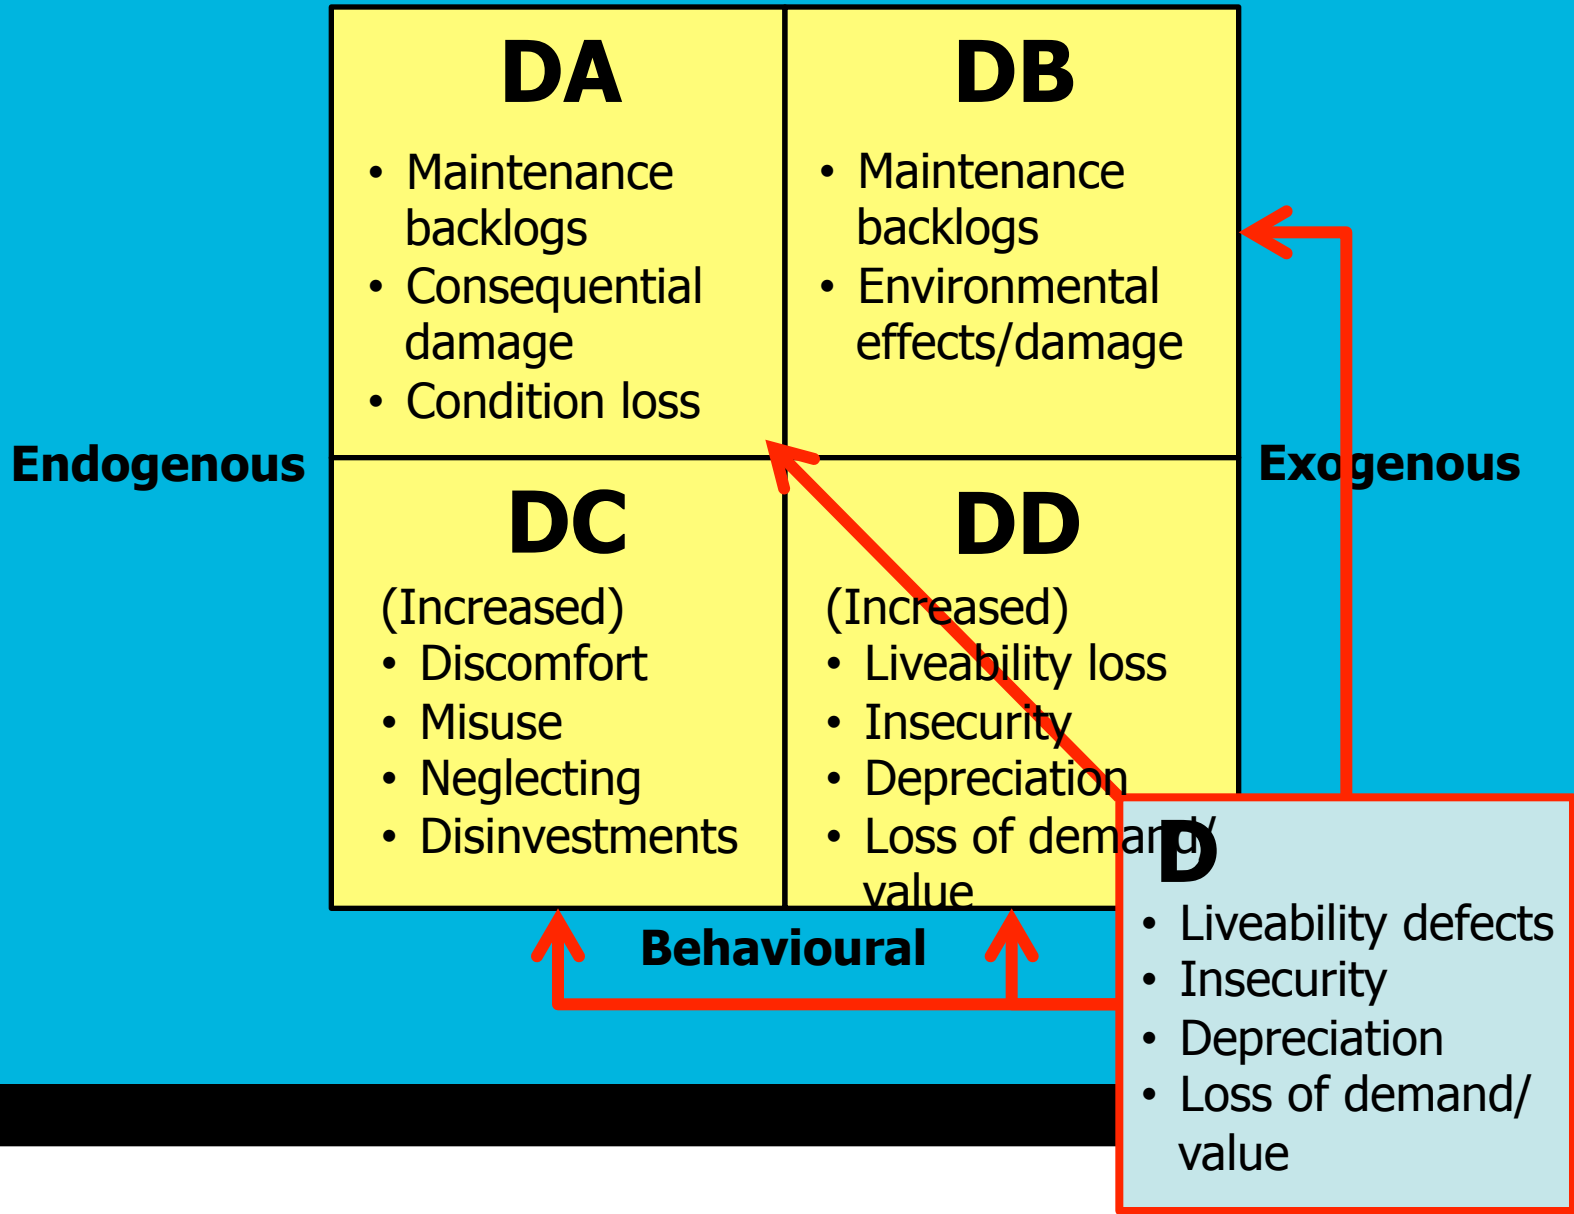 DA
• Maintenance
backlogs
• Consequential
damage
• Condition loss
DB
• Maintenance
backlogs
• Environmental
effects/damage
Endogenous
Exogenous
DC
(Increased)
• Discomfort
• Misuse
• Neglecting
• Disinvestments
DD
(Increased)
• Liveability loss
• Insecurity
• Depreciation
• Loss of demand/
value
Behavioural
D
• Liveability defects
• Insecurity
• Depreciation
• Loss of demand/
value